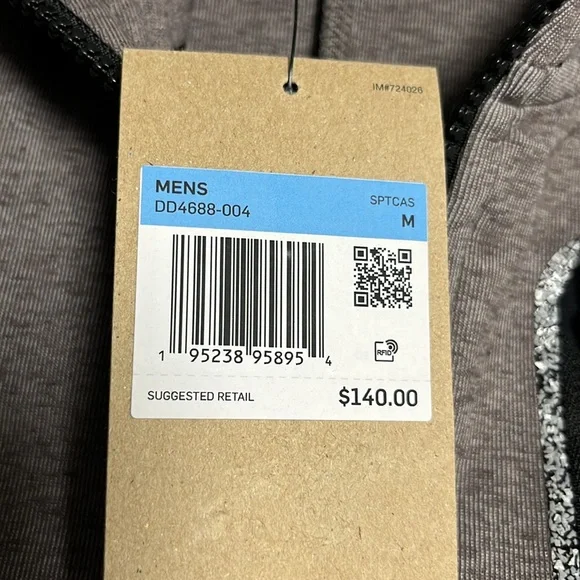 IM#724026
MENS
DD4688-004
SPTCAS
M
1 95238 95895 4
RFID
SUGGESTED RETAIL
$140.00